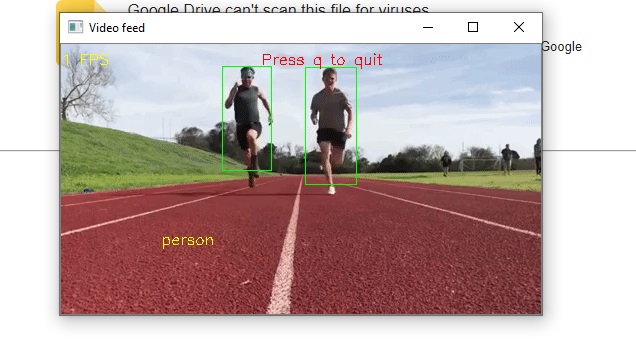 Google Drive can't scan this file for viruses
Video feed
Google
1 FPS
Press q to quit
person